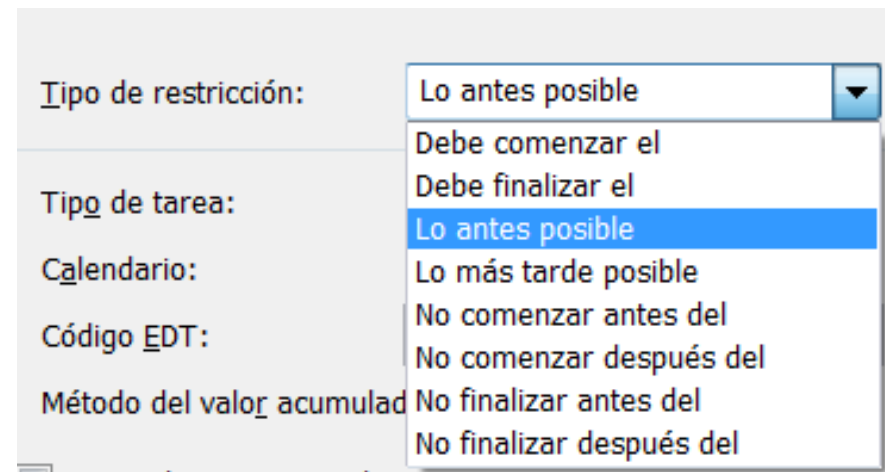 Tipo de restricción:
Lo antes posible
Debe comenzar el
Debe finalizar el
Lo antes posible
Lo más tarde posible
No comenzar antes del
No comenzar después del
No finalizar antes del
No finalizar después del
Tipo de tarea:
Calendario:
Código EDT:
Método del valor acumulad